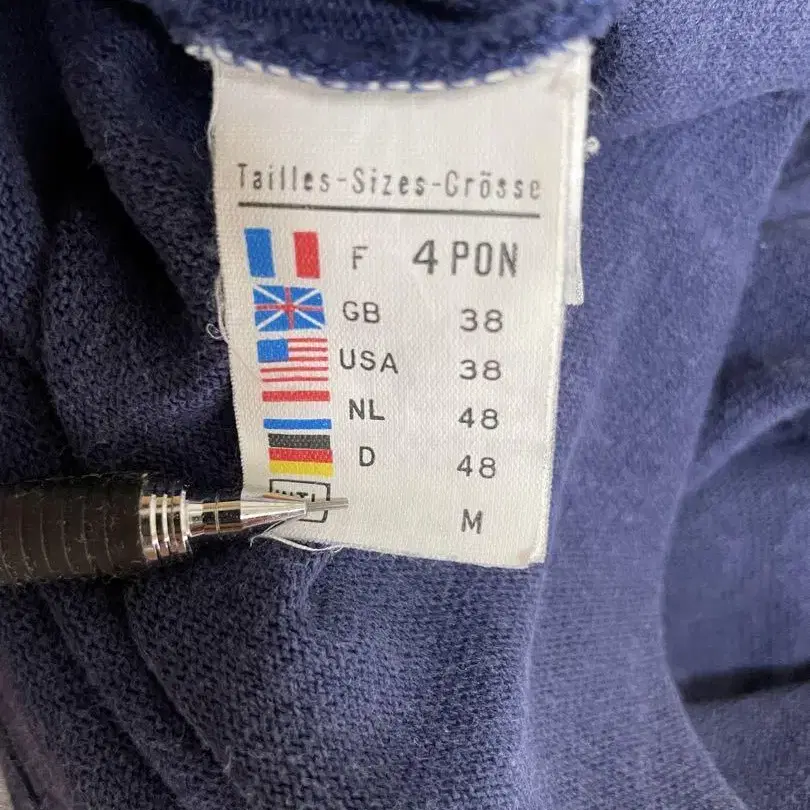 Tailles-Sizes-Grösse
F 4 PON
GB 38
USA 38
NL 48
D 48
M